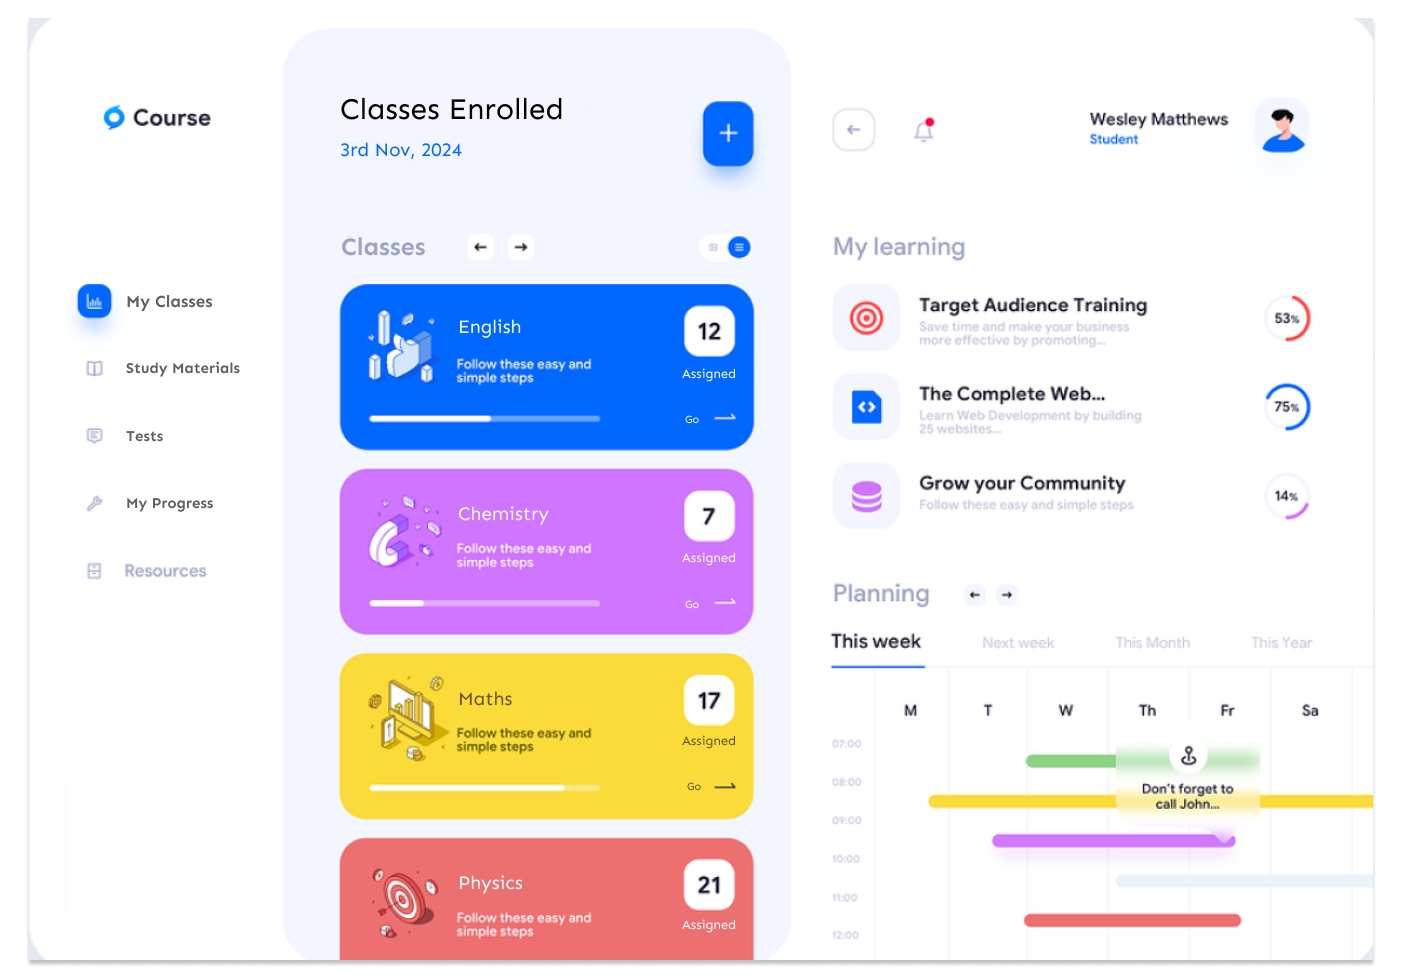 Course
My Classes
Study Materials
Tests
My Progress
Resources
Classes Enrolled
3rd Nov, 2024
+
Classes
English
Follow these easy and
simple steps
12
Assigned
Go
Chemistry
Follow these easy and
simple steps
7
Assigned
Go
Maths
Follow these easy and
simple steps
17
Assigned
Go
Physics
Follow these easy and
simple steps
21
Assigned
Wesley Matthews
Student
My learning
Target Audience Training
Save time and make your business
more effective by promoting...
53%
The Complete Web...
Learn Web Development by building
25 websites...
75%
Grow your Community
Follow these easy and simple steps
14%
Planning
This week
Next week
This Month
This Year
M T W Th Fr Sa
07:00
08:00
09:00
10:00
11:00
12:00
Don't forget to
call John...